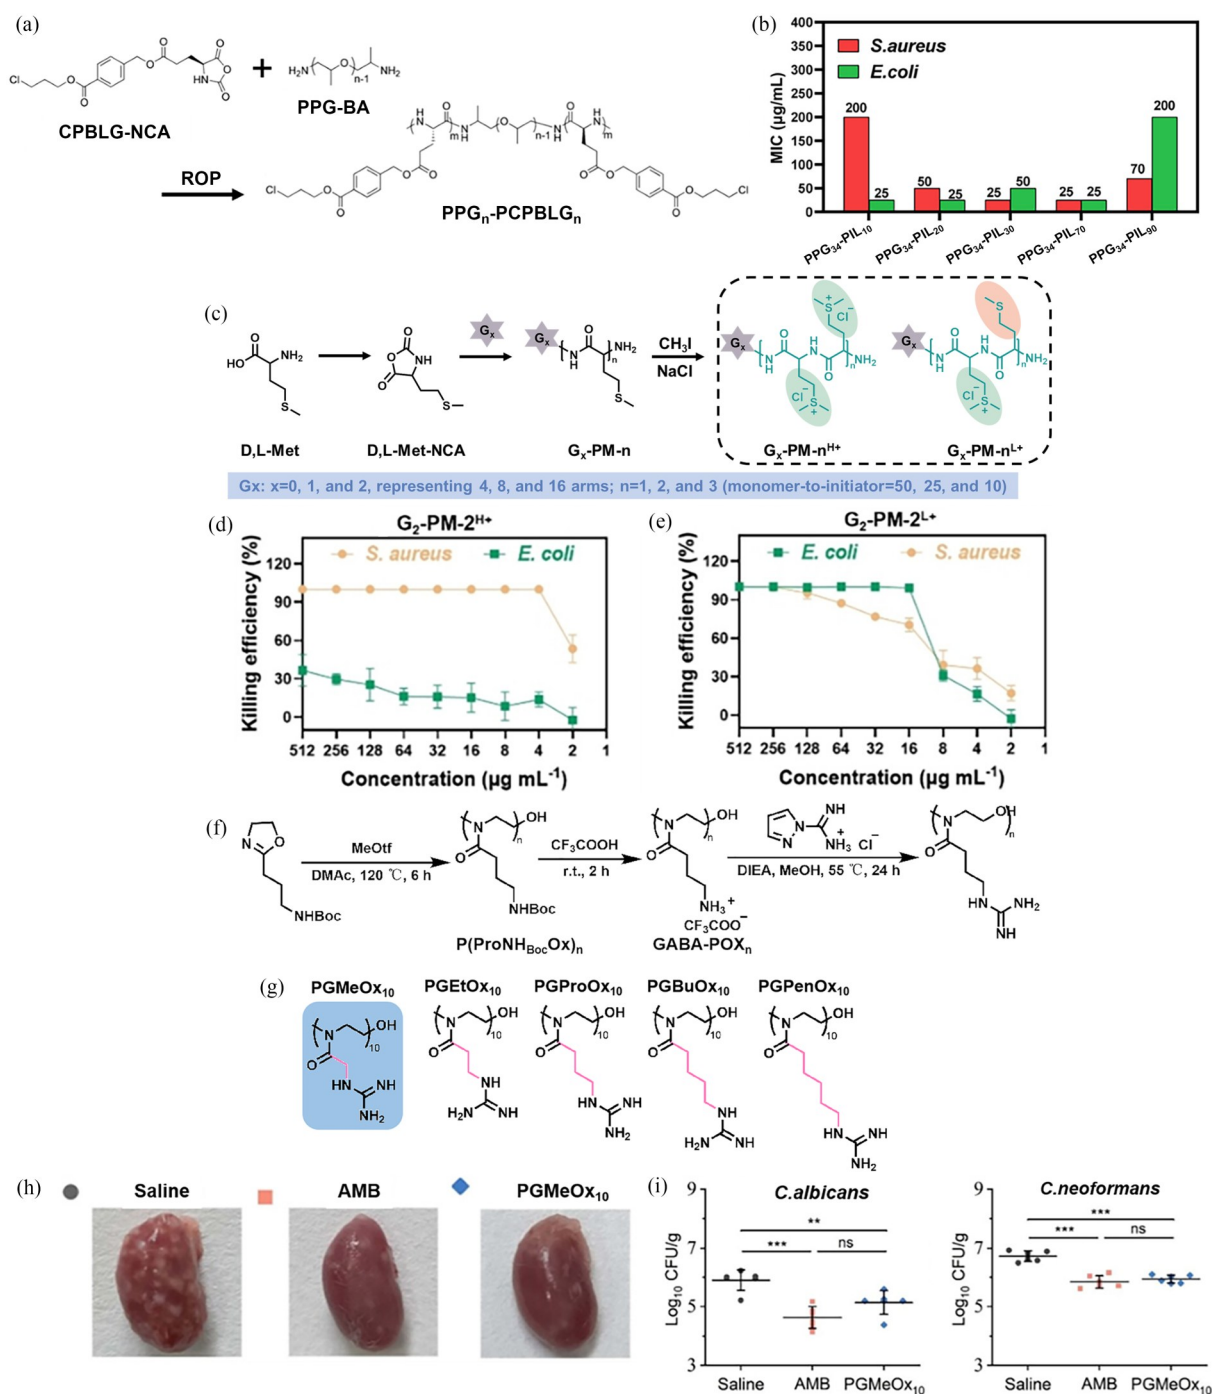 (a)
CPBLG-NCA
+
PPG-BA
ROP
PPGn-PCPBLGn
(b)
MIC (μg/mL)
400
350
300
250
200
150
100
50
0
S.aureus
E.coli
200
25
50
25
25
50
25
25
70
200
PPG34-PIL10
PPG34-PIL20
PPG34-PIL30
PPG34-PIL70
PPG34-PIL90
(c)
D,L-Met
D,L-Met-NCA
Gx
Gx-PM-n
CH3I
NaCl
Gx-PM-nH+
Gx-PM-nL+
Gx: x=0, 1, and 2, representing 4, 8, and 16 arms; n=1, 2, and 3 (monomer-to-initiator=50, 25, and 10)
(d)
G2-PM-2H+
S. aureus
E. coli
Killing efficiency (%)
120
90
60
30
0
512 256 128 64 32 16 8 4 2 1
Concentration (μg mL-1)
(e)
G2-PM-2L+
E. coli
S. aureus
Killing efficiency (%)
120
90
60
30
0
512 256 128 64 32 16 8 4 2 1
Concentration (μg mL-1)
(f)
NHBoc
MeOtf
DMAc, 120 ℃, 6 h
P(ProNHBocOx)n
CF3COOH
r.t., 2 h
NH3+
CF3COO−
GABA-POXn
DIEA, MeOH, 55 ℃, 24 h
(g)
PGMeOx10
PGEtOx10
PGProOx10
PGBuOx10
PGPenOx10
(h)
Saline
AMB
PGMeOx10
(i)
C.albicans
Log10 CFU/g
9
7
5
3
**
***
ns
Saline
AMB
PGMeOx10
C.neoformans
Log10 CFU/g
9
7
5
3
***
***
ns
Saline
AMB
PGMeOx10